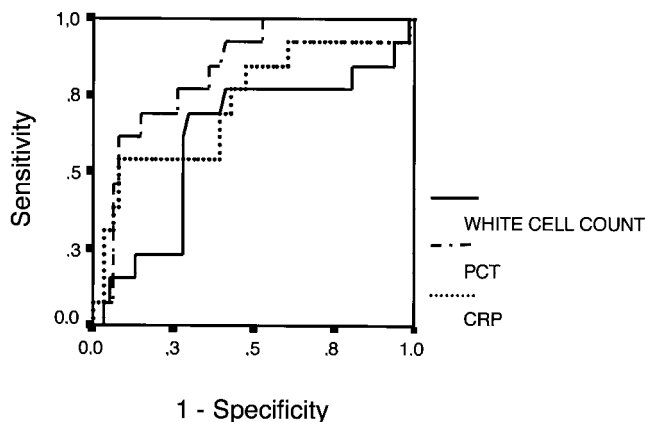 1,0
.8
.5
.3
0.0
Sensitivity
0.0
,3
,5
.8
1.0
1 - Specificity
WHITE CELL COUNT
PCT
CRP